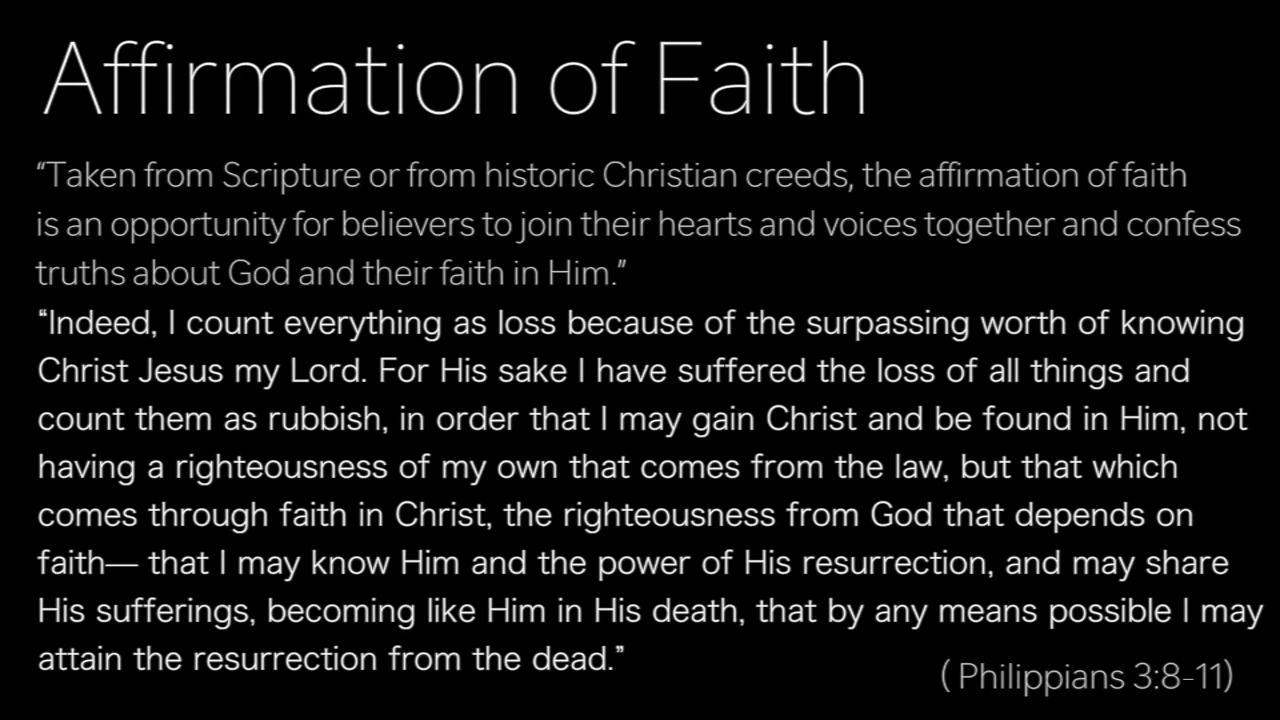 Affirmation of Faith
“Taken from Scripture or from historic Christian creeds, the affirmation of faith
is an opportunity for believers to join their hearts and voices together and confess
truths about God and their faith in Him.”
“Indeed, I count everything as loss because of the surpassing worth of knowing
Christ Jesus my Lord. For His sake I have suffered the loss of all things and
count them as rubbish, in order that I may gain Christ and be found in Him, not
having a righteousness of my own that comes from the law, but that which
comes through faith in Christ, the righteousness from God that depends on
faith— that I may know Him and the power of His resurrection, and may share
His sufferings, becoming like Him in His death, that by any means possible I may
attain the resurrection from the dead.”
( Philippians 3:8-11)